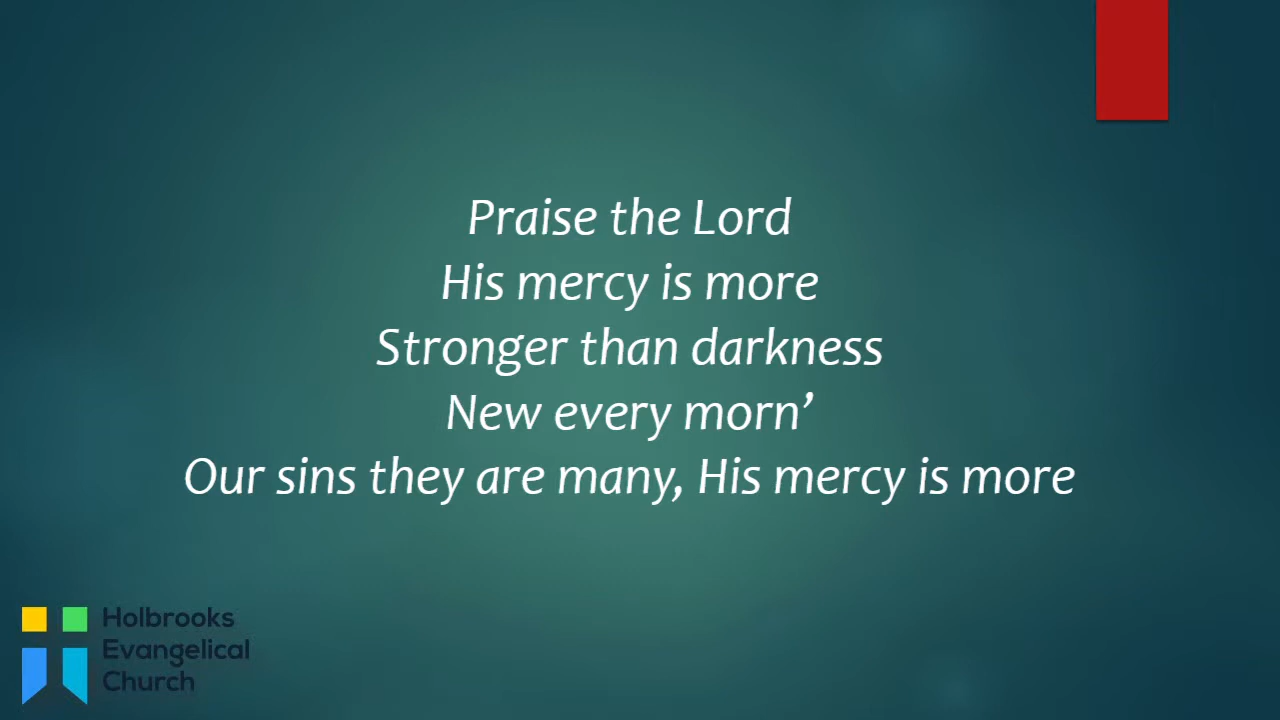 Praise the Lord
His mercy is more
Stronger than darkness
New every morn’
Our sins they are many, His mercy is more
Holbrooks
Evangelical
Church